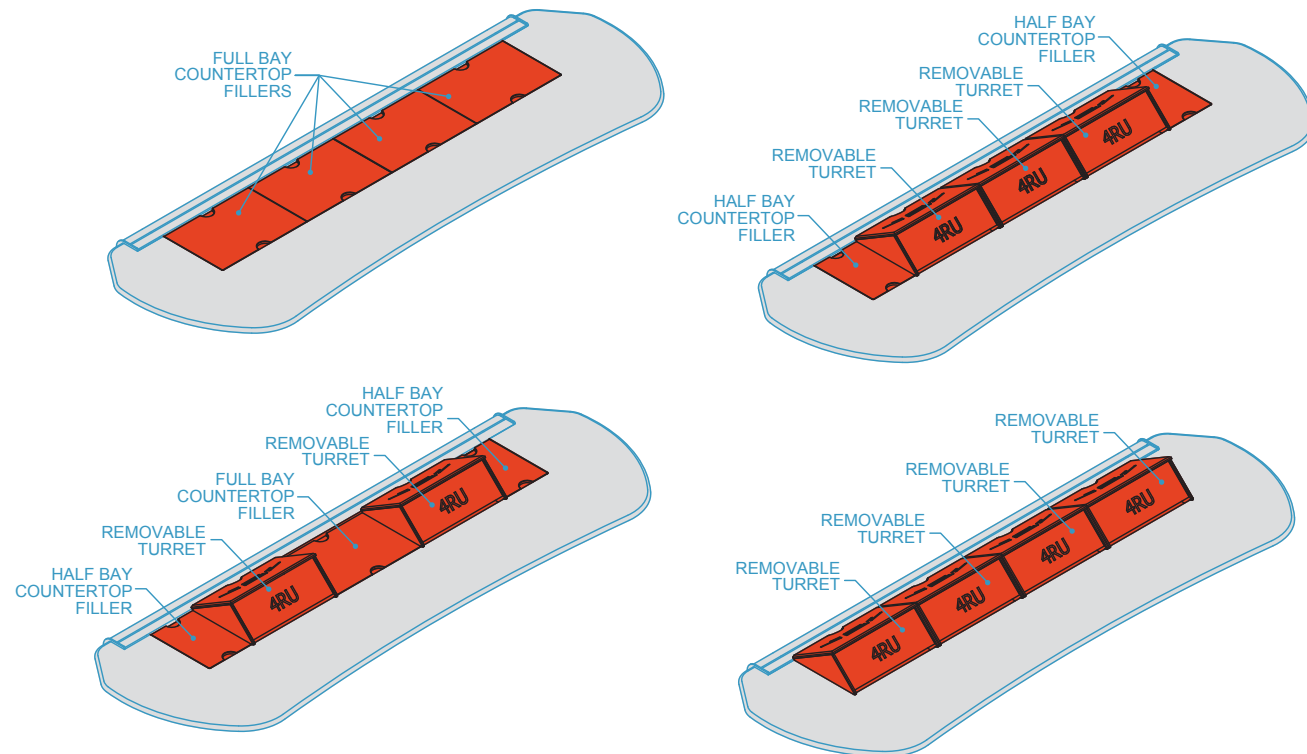 FULL BAY
COUNTERTOP
FILLERS
HALF BAY
COUNTERTOP
FILLER
REMOVABLE
TURRET
REMOVABLE
TURRET
REMOVABLE
TURRET
HALF BAY
COUNTERTOP
FILLER
4RU
4RU
4RU
HALF BAY
COUNTERTOP
FILLER
REMOVABLE
TURRET
FULL BAY
COUNTERTOP
FILLER
REMOVABLE
TURRET
HALF BAY
COUNTERTOP
FILLER
4RU
4RU
REMOVABLE
TURRET
REMOVABLE
TURRET
REMOVABLE
TURRET
REMOVABLE
TURRET
4RU
4RU
4RU
4RU